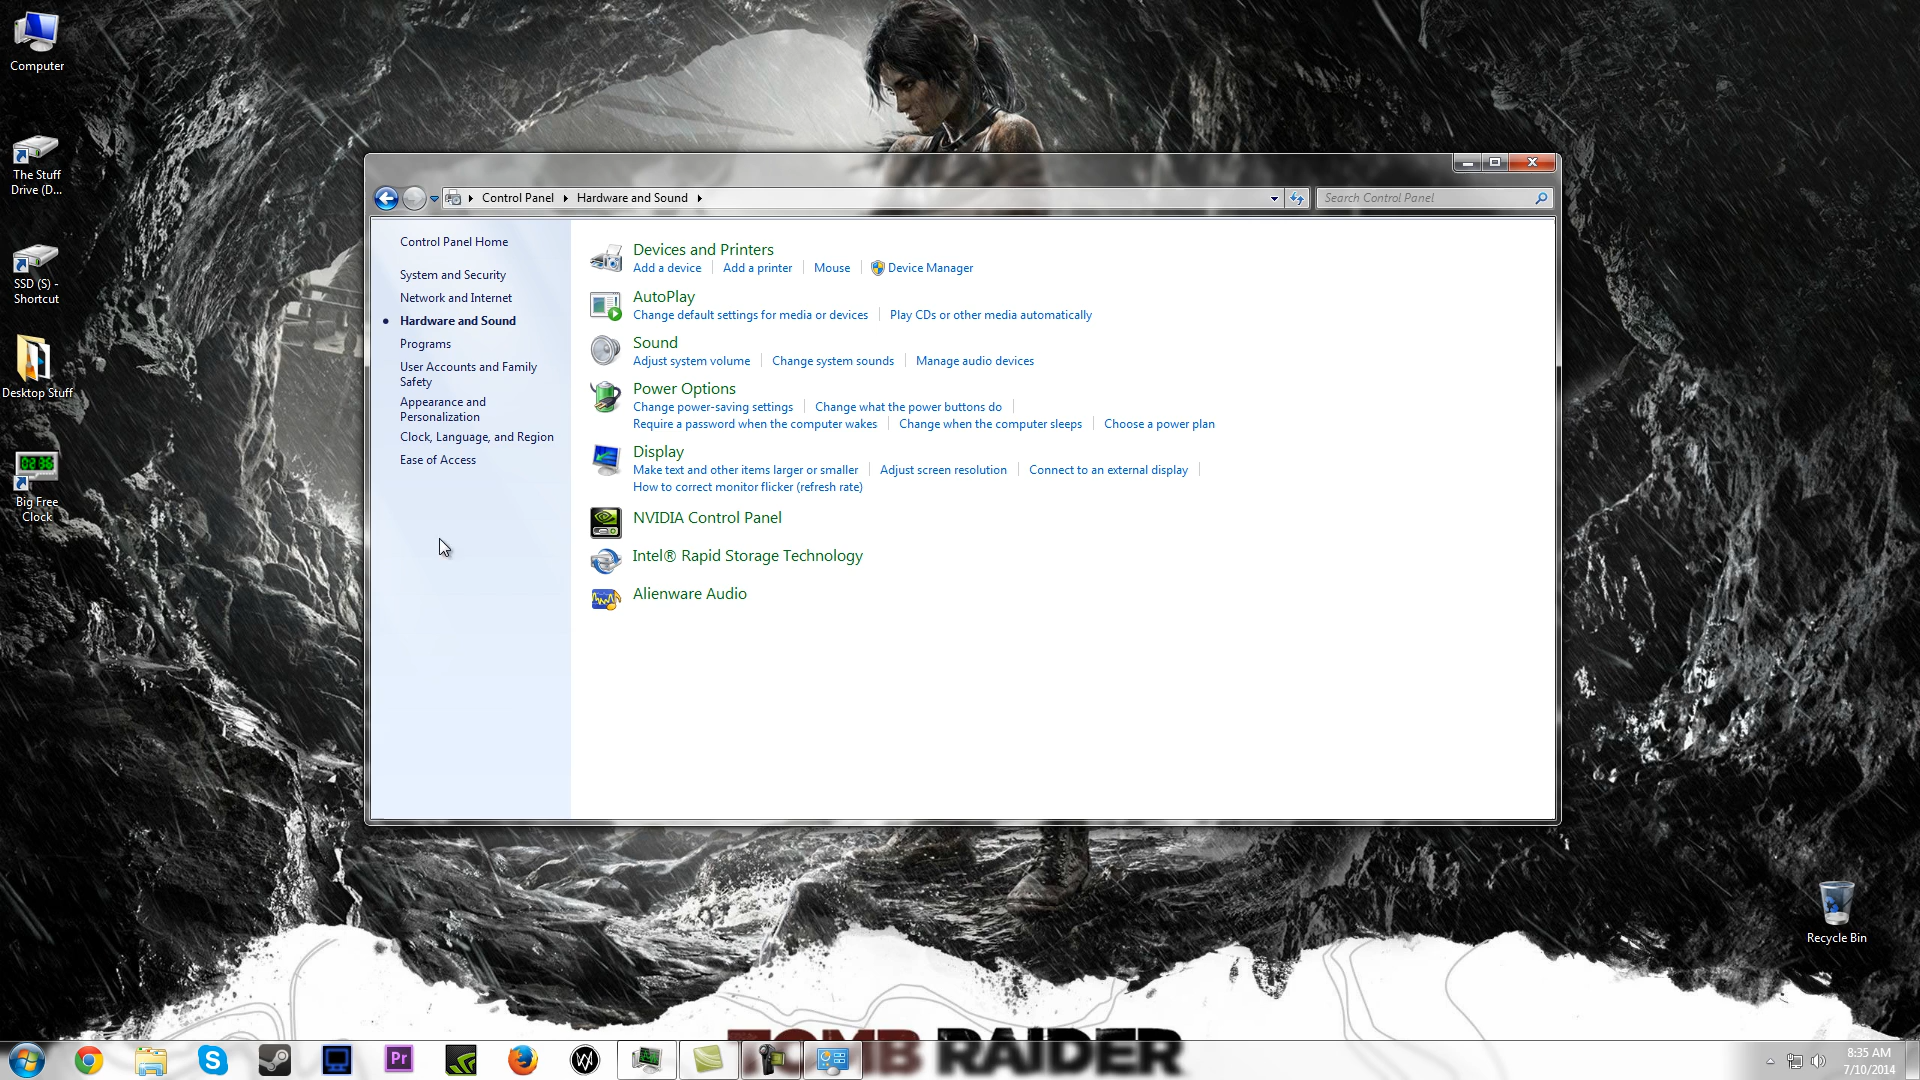 Computer
The Stuff
Drive (D...
SSD (S) -
Shortcut
Desktop Stuff
Big Free
Clock
Control Panel
Hardware and Sound
Search Control Panel
Control Panel Home
System and Security
Network and Internet
Hardware and Sound
Programs
User Accounts and Family
Safety
Appearance and
Personalization
Clock, Language, and Region
Ease of Access
Devices and Printers
Add a device
Add a printer
Mouse
Device Manager
AutoPlay
Change default settings for media or devices
Play CDs or other media automatically
Sound
Adjust system volume
Change system sounds
Manage audio devices
Power Options
Change power-saving settings
Change what the power buttons do
Require a password when the computer wakes
Change when the computer sleeps
Choose a power plan
Display
Make text and other items larger or smaller
Adjust screen resolution
Connect to an external display
How to correct monitor flicker (refresh rate)
NVIDIA Control Panel
Intel® Rapid Storage Technology
Alienware Audio
Recycle Bin
TOMB RAIDER
Pr
8:35 AM
7/10/2014